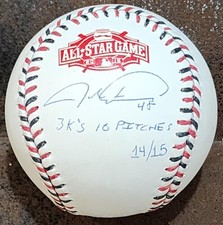 ALL★STAR GAME
48
3K'S 10 PITCHES
14/15